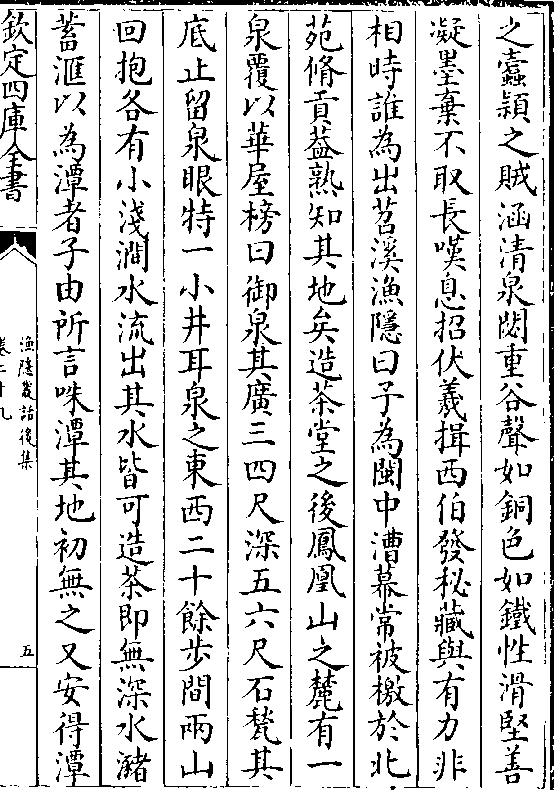 之蠧潁之賊涵清泉閟重谷聲如銅色如鐵性滑堅善
凝墨棄不取長嘆息招伏羲揖西伯發秘藏與有力非
相時誰為出苕溪漁隱曰子為閩中漕幕常被檄於北
苑脩貢葢熟知其地矣造茶堂之後鳳凰山之麓有一
泉覆以華屋榜曰御泉其廣三四尺深五六尺石甃其
底止留泉眼特一小井耳泉之東西二十餘步間兩山
回抱各有小淺澗水流出其水皆可造茶即無深水瀦
蓄滙以為潭者子由所言咮潭其地初無之又安得潭
欽定四庫全書
漁隱叢話後集
卷二十九
五